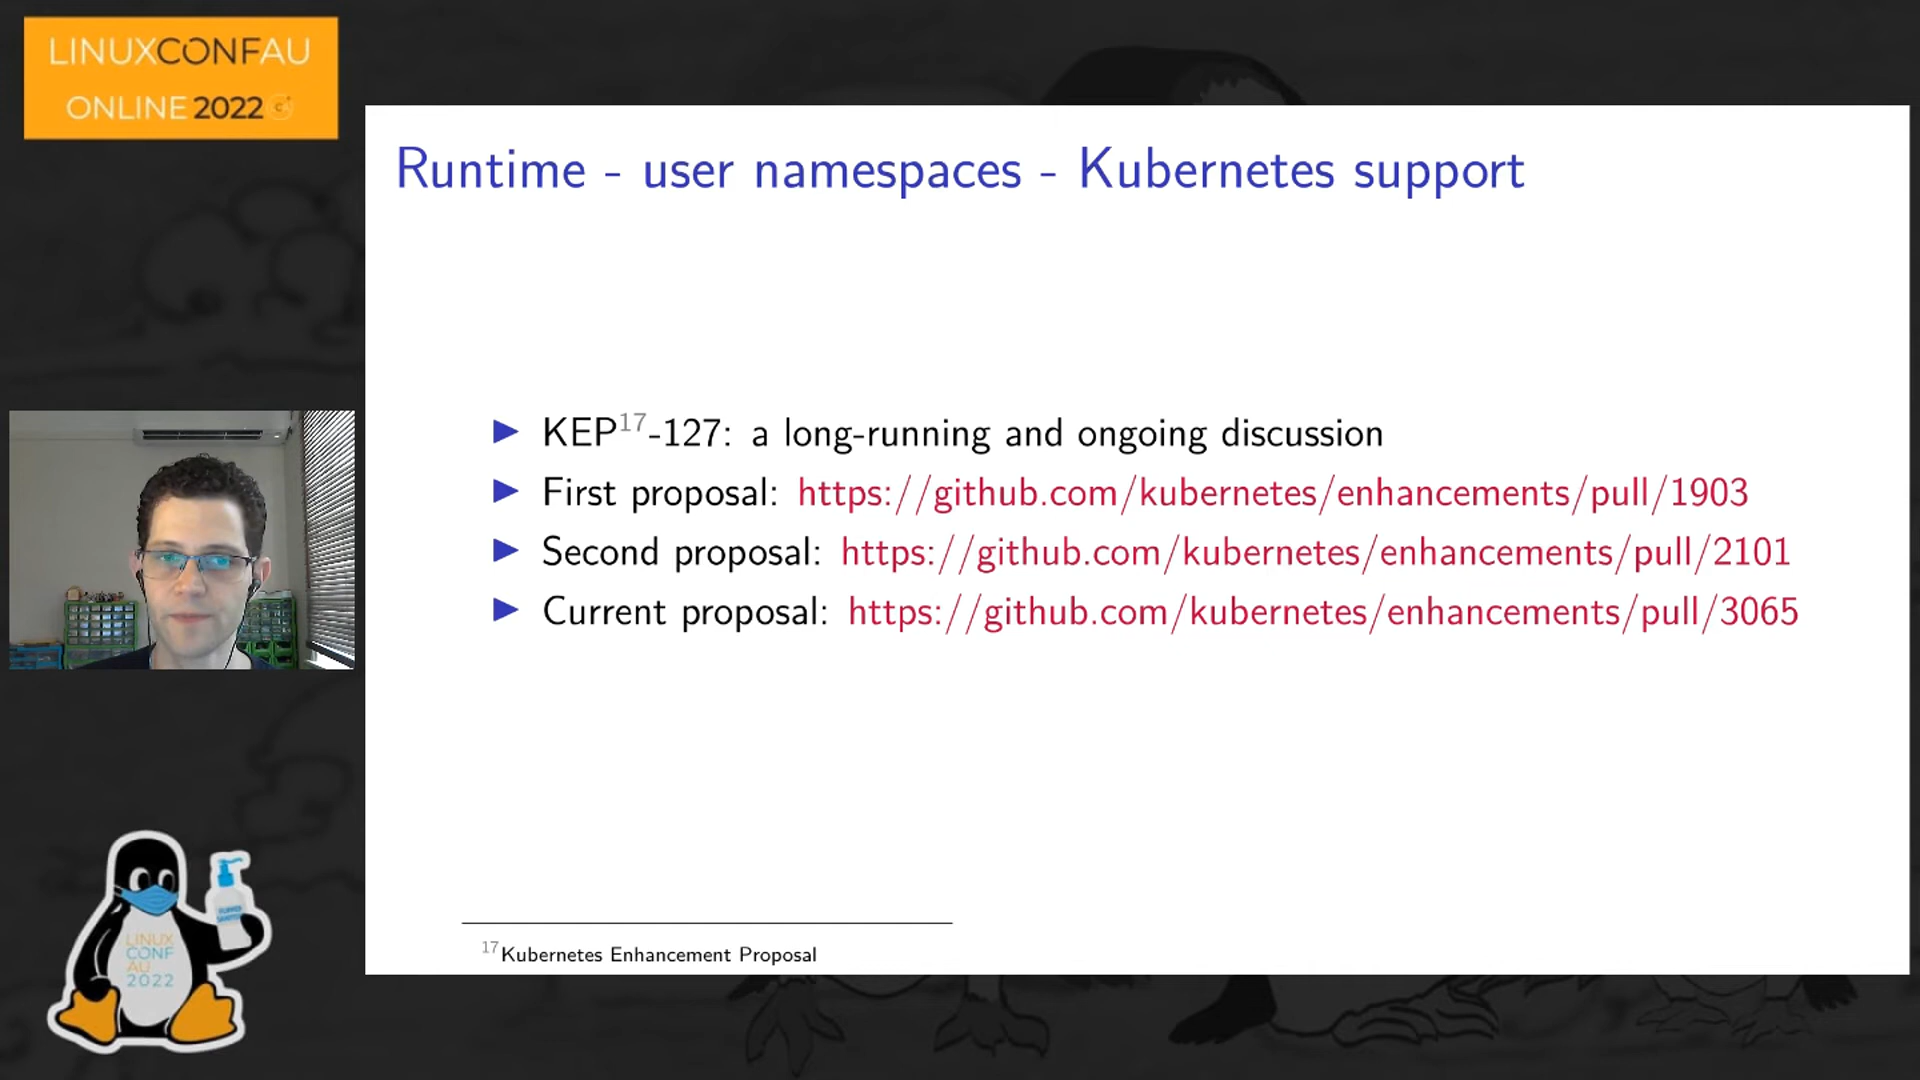 LINUXCONFAU
ONLINE 2022
Runtime - user namespaces - Kubernetes support
KEP17-127: a long-running and ongoing discussion
First proposal: https://github.com/kubernetes/enhancements/pull/1903
Second proposal: https://github.com/kubernetes/enhancements/pull/2101
Current proposal: https://github.com/kubernetes/enhancements/pull/3065
17Kubernetes Enhancement Proposal
LINUX
CONF
AU
2022